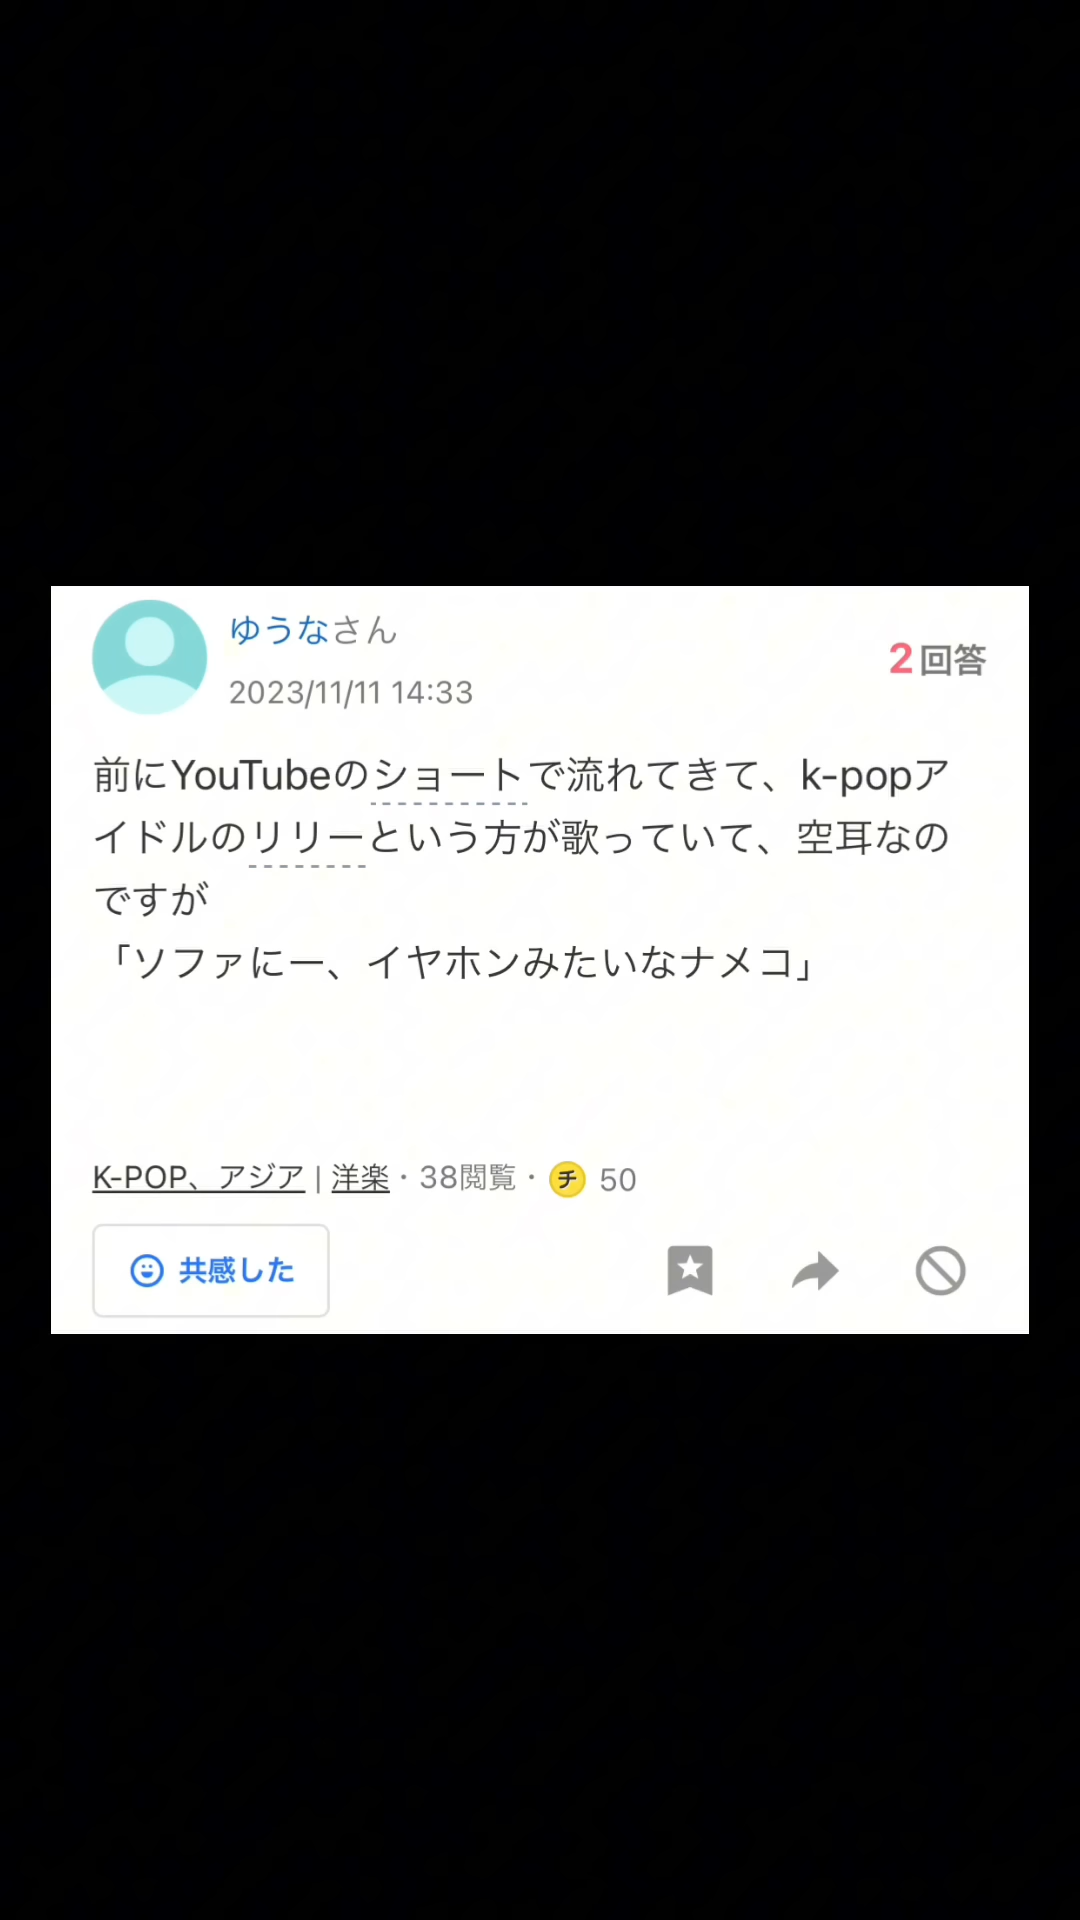 ゆうなさん
2023/11/11 14:33
2回答
前にYouTubeのショートで流れてきて、k-popア
イドルのリリーという方が歌っていて、空耳なの
ですが
「ソファにー、イヤホンみたいなナメコ」
K-POP、アジア | 洋楽・38閲覧・チ 50
共感した